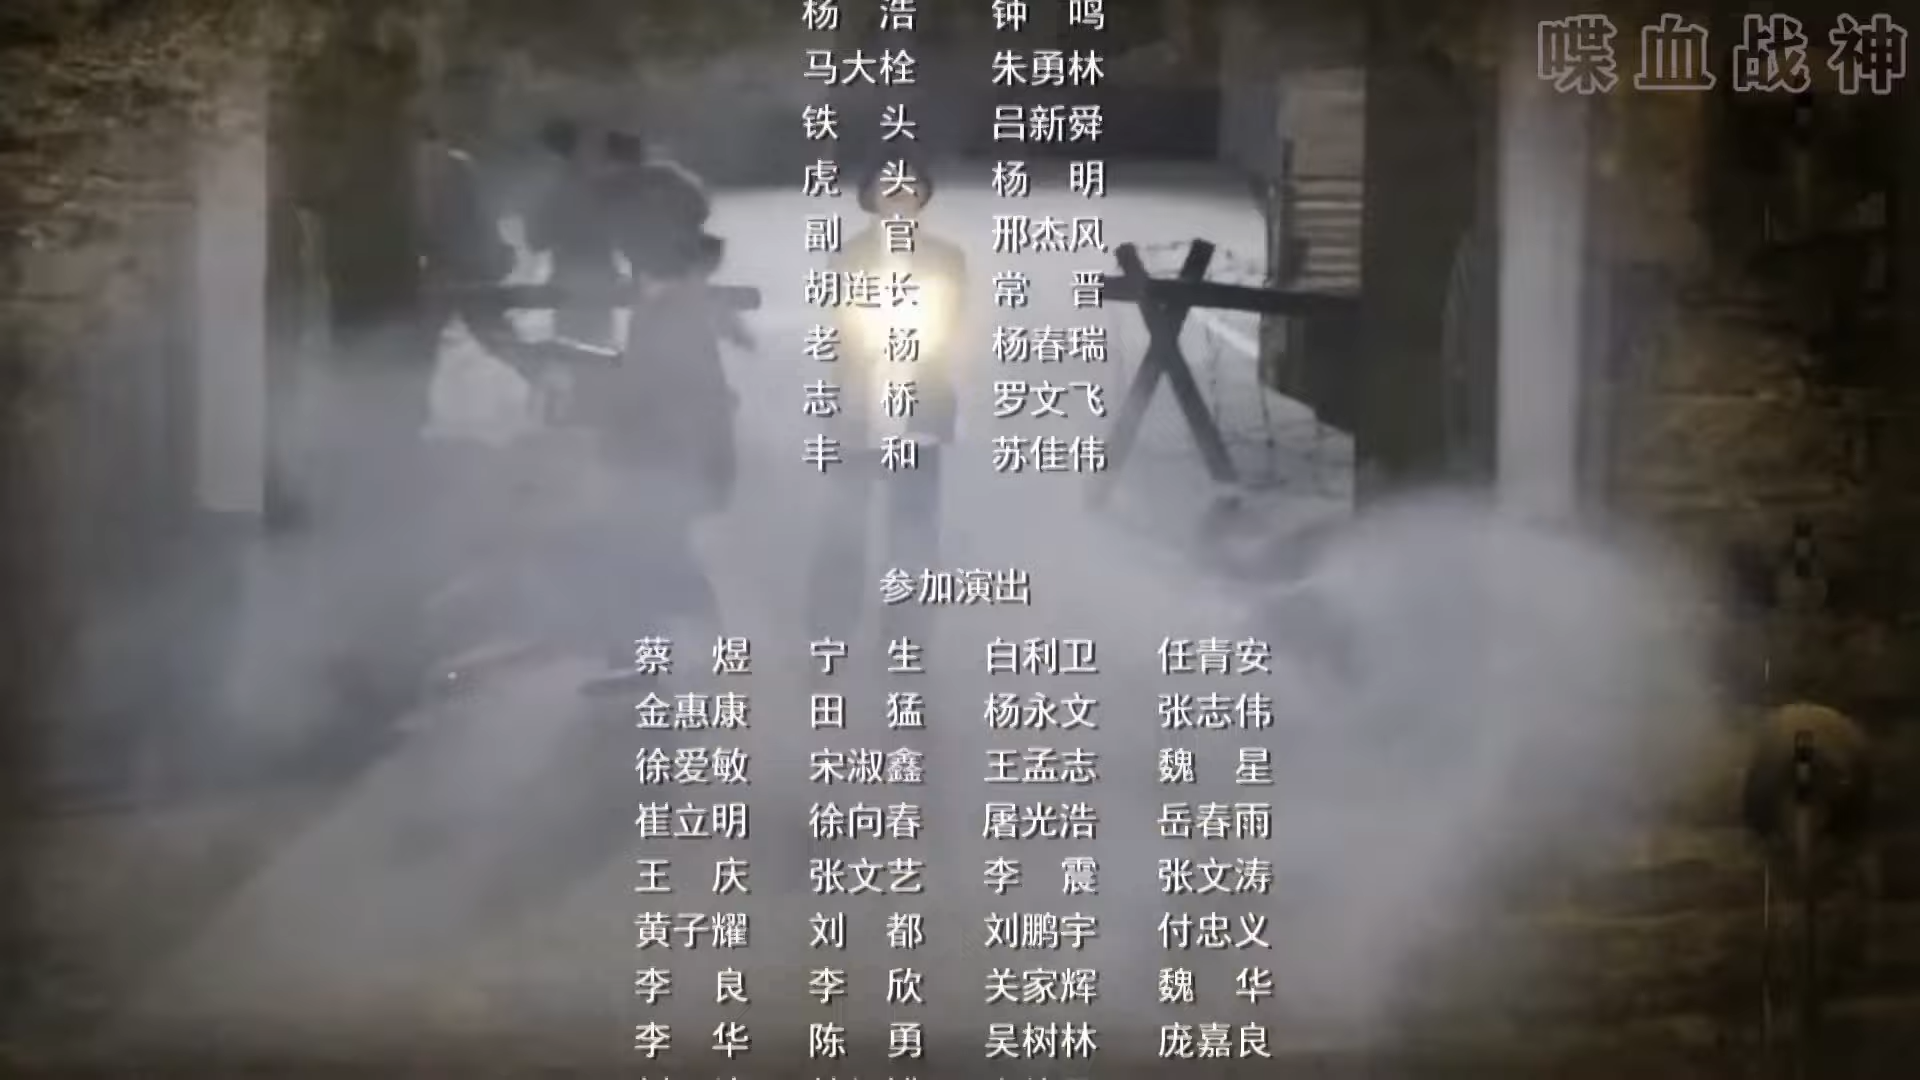 喋血战神
杨 浩 钟 鸣
马大栓 朱勇林
铁 头 吕新舜
虎 头 杨 明
副 官 邢杰凤
胡连长 常 晋
老 杨 杨春瑞
志 桥 罗文飞
丰 和 苏佳伟
参加演出
蔡 煜 宁 生 白利卫 任青安
金惠康 田 猛 杨永文 张志伟
徐爱敏 宋淑鑫 王孟志 魏 星
崔立明 徐向春 屠光浩 岳春雨
王 庆 张文艺 李 震 张文涛
黄子耀 刘 都 刘鹏宇 付忠义
李 良 李 欣 关家辉 魏 华
李 华 陈 勇 吴树林 庞嘉良